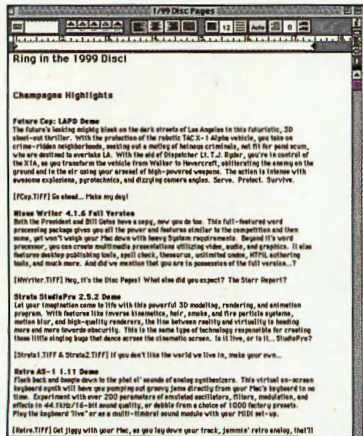 1/99 Disc Pages
12
Auto
0
Ring in the 1999 Disc!
Champagne Highlights
Future Cop: LAPD Demo
The future's looking mighty bleak on the dark streets of Los Angeles in this futuristic, 3D
shoot-out thriller. With the protection of the robotic TAC X-1 Alpha vehicle, you take on
crime-ridden neighborhoods, seeking out a motley of heinous criminals, not fit for pond scum,
who are destined to overtake LA. With the aid of Dispatcher Lt. T.J. Ryder, you're in control of
the X1A, as you transform the vehicle from Walker to Hovercraft, obliterating the enemy on the
ground and in the air using your arsenal of high-powered weapons. The action is intense with
awesome explosions, pyrotechnics, and dizzying camera angles. Serve. Protect. Survive.
[FCop.TIFF] Go ahead... Make my day!
Nisus Writer 4.1.6 Full Version
Both the President and Bill Gates have a copy, now you do too. This full-featured word
processing package gives you all the power and features similar to the competition and then
some, yet won't weigh your Mac down with heavy System requirements. Beyond it's word
processor, you can create multimedia presentations utilizing video, audio, and graphics. It also
features desktop publishing tools, spell check, thesaurus, unlimited undos, HTML authoring
tools, and much more. And did we mention that you are in possession of the full version...?
[NWriter.TIFF] Hey, it's the Disc Pages! What else did you expect? The Starr Report?
Strata StudioPro 2.5.2 Demo
Let your imagination come to life with this powerful 3D modeling, rendering, and animation
program. With features like inverse kinematics, hair, smoke, and fire particle systems,
motion blur, and high-quality renderers, the line between reality and virtuality is heading
more and more towards obscurity. This is the same type of technology responsible for creating
those little singing bugs that dance across the cinematic screen. Is it live, or is it... StudioPro?
[Strata1.TIFF & Strata2.TIFF] If you don't like the world we live in, make your own...
Retro AS-1 1.11 Demo
Flash back and boogie down to the phat ol' sounds of analog synthesizers. This virtual on-screen
keyboard synth will have you pumping out groovy jams directly from your Mac's keyboard in no
time. Experiment with over 200 parameters of emulated oscillators, filters, modulation, and
effects in 44.1kHz/16-bit sound quality, or dabble from a choice of 1000 factory presets.
Play the keyboard "live" or as a multi-timbral sound module with your MIDI set-up.
[Retro.TIFF] Get jiggy with your Mac, as you lay down your track, jammin' retro analog, that'll